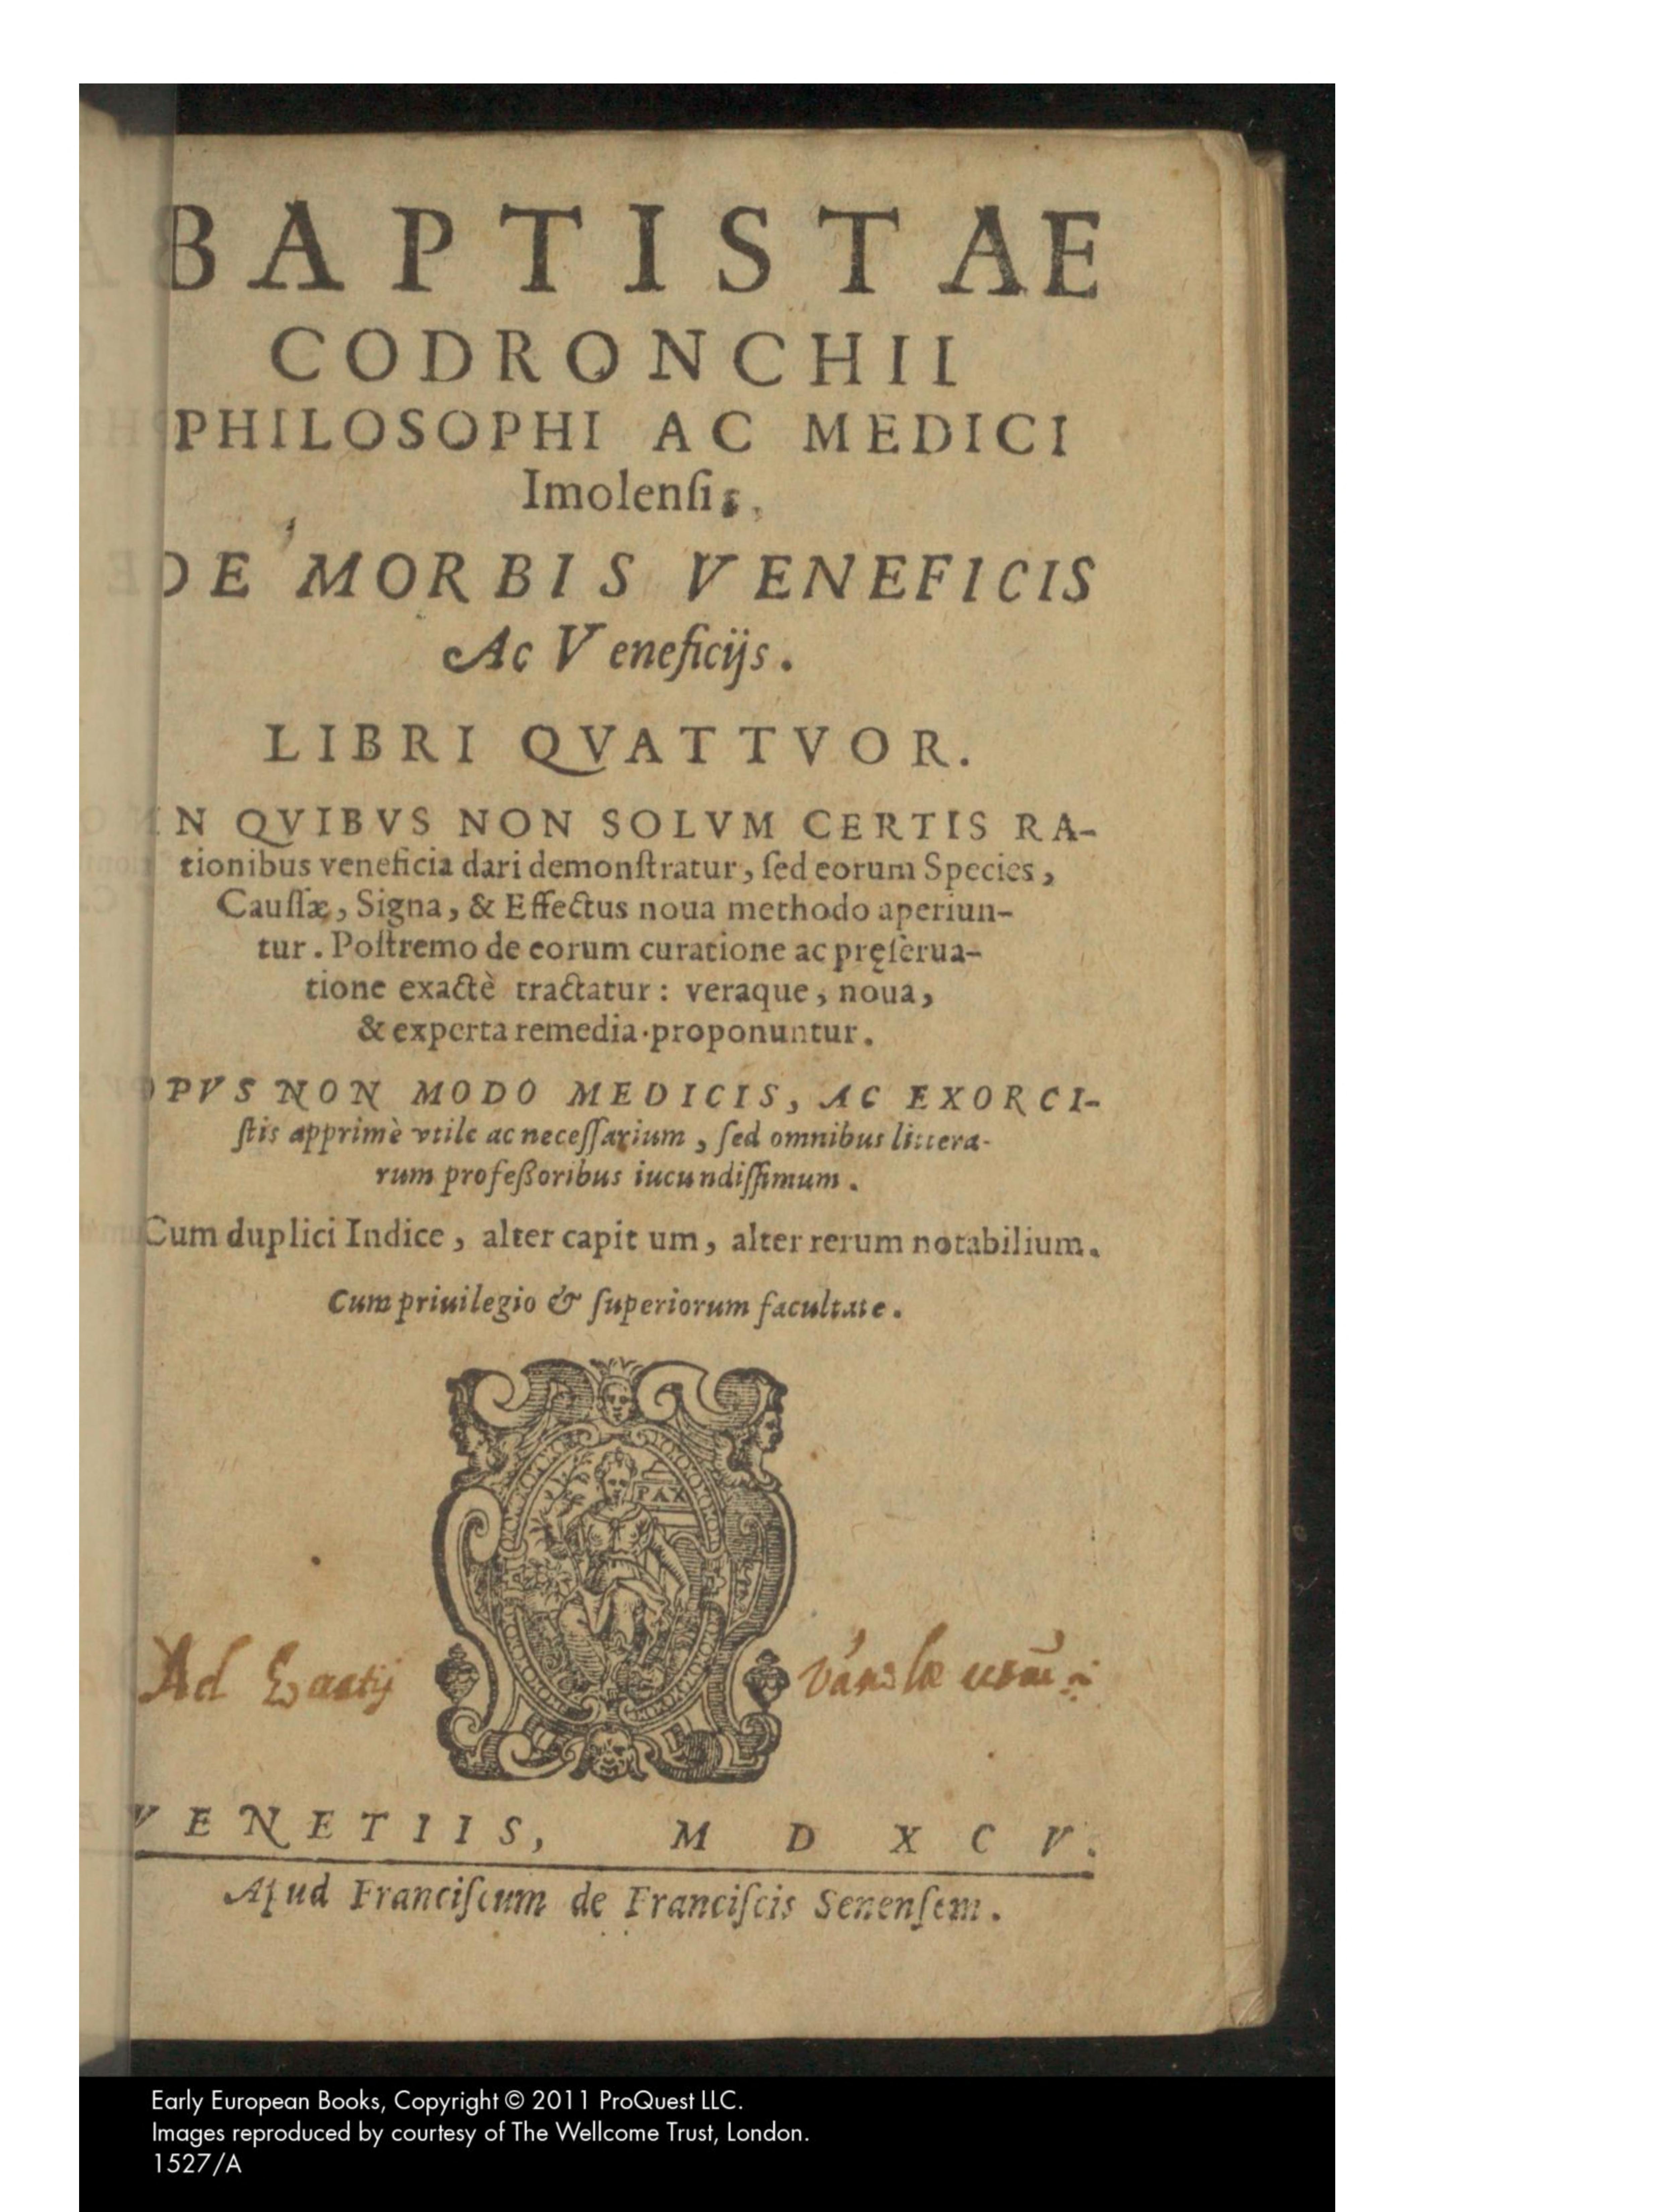 BAPTISTAE
CODRONCHII
PHILOSOPHI AC MEDICI
Imolenſis,
DE MORBIS VENEFICIS
Ac Veneficijs.
LIBRI QVATTVOR.
IN QVIBVS NON SOLVM CERTIS RA-
tionibus veneficia dari demonſtratur, ſed eorum Species,
Cauſſæ, Signa, & Effectus noua methodo aperiun-
tur. Poſtremo de eorum curatione ac pręſerua-
tione exactè tractatur: veraque, noua,
& experta remedia proponuntur.
OPVS NON MODO MEDICIS, AC EXORCI-
ſtis apprimè vtile ac neceſſarium, ſed omnibus littera-
rum profeßoribus iucundiſſimum.
Cum duplici Indice, alter capitum, alter rerum notabilium.
Cum priuilegio & ſuperiorum facultate.
PAX
Ad
VENETIIS, MDXCV.
Apud Franciſcum de Franciſcis Senenſem.
Early European Books, Copyright © 2011 ProQuest LLC.
Images reproduced by courtesy of The Wellcome Trust, London.
1527/A